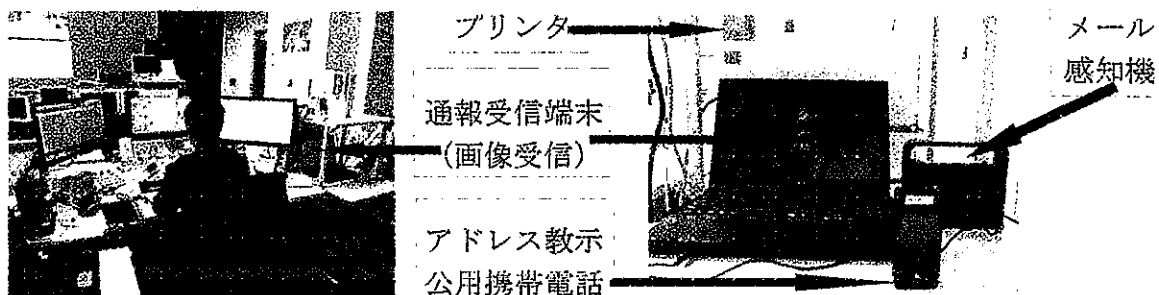 プリンタ
メール
感知機
通報受信端末
(画像受信)
アドレス教示
公用携帯電話